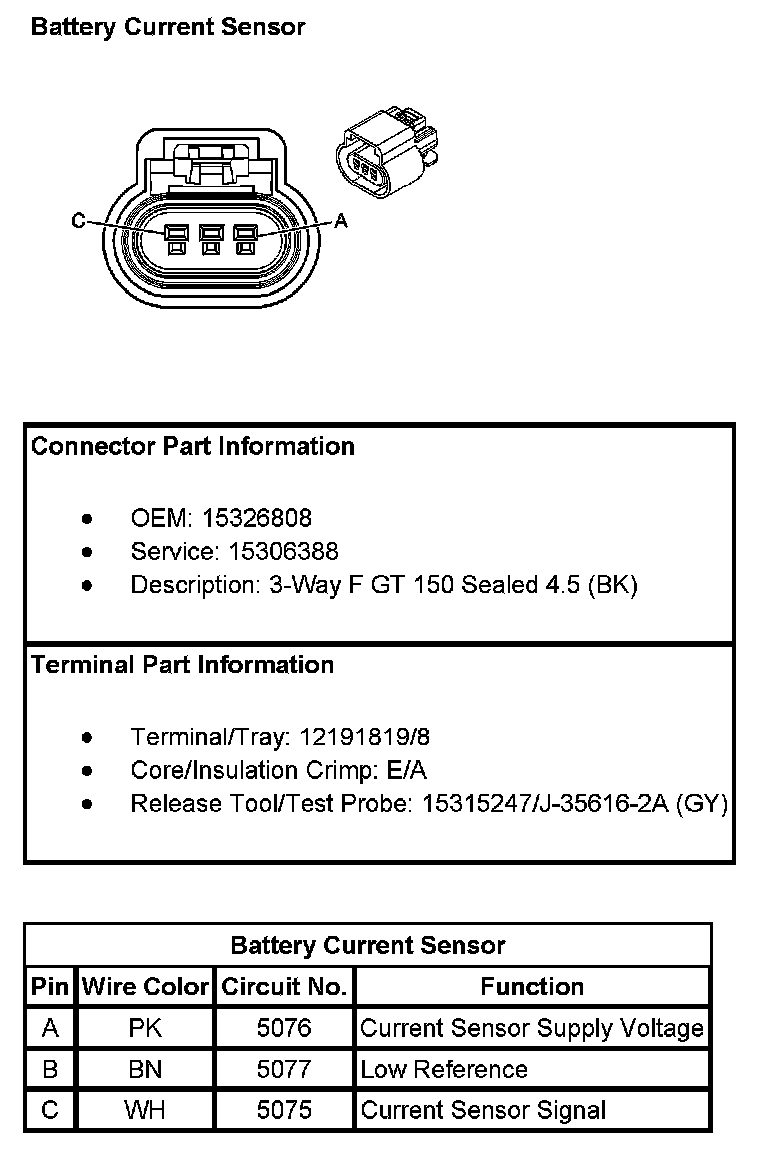 Battery Current Sensor
C
A
Connector Part Information
• OEM: 15326808
• Service: 15306388
• Description: 3-Way F GT 150 Sealed 4.5 (BK)
Terminal Part Information
• Terminal/Tray: 12191819/8
• Core/Insulation Crimp: E/A
• Release Tool/Test Probe: 15315247/J-35616-2A (GY)
Battery Current Sensor
Pin Wire Color Circuit No. Function
A PK 5076 Current Sensor Supply Voltage
B BN 5077 Low Reference
C WH 5075 Current Sensor Signal